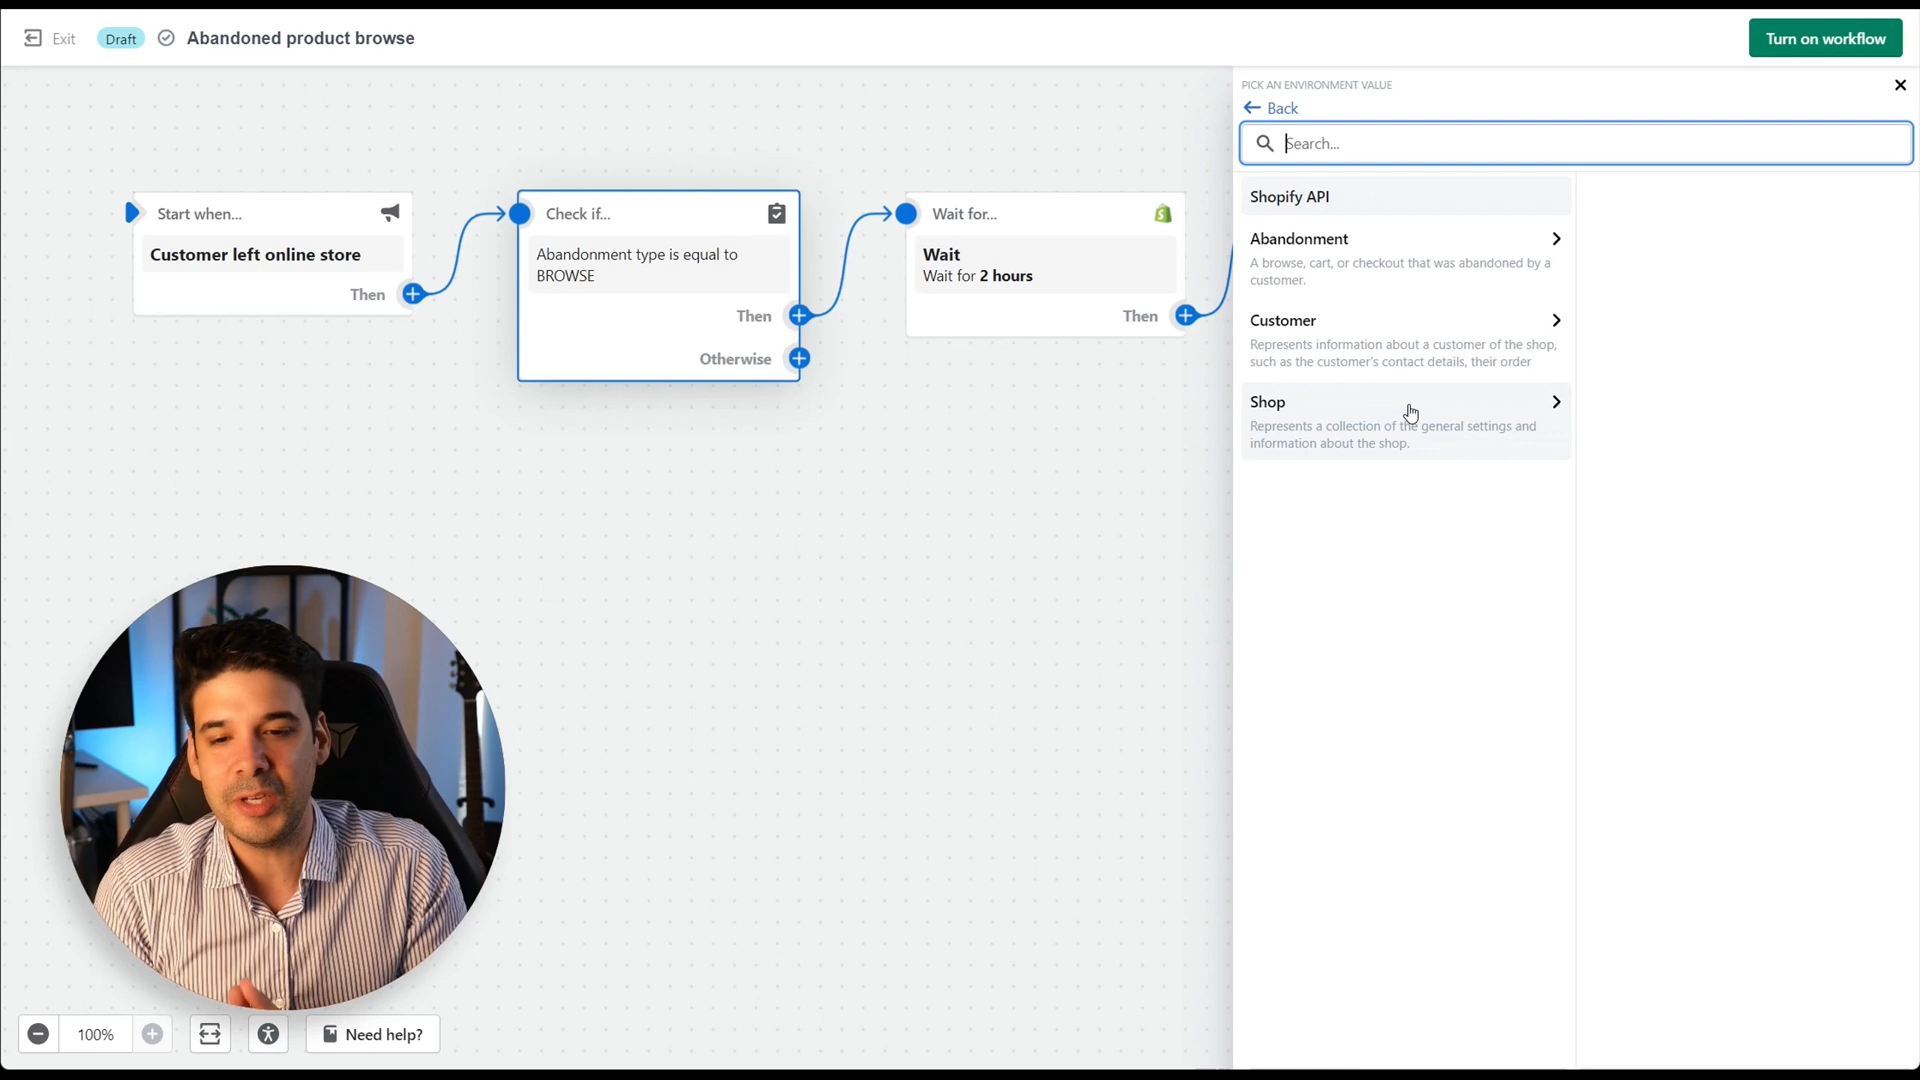 Exit
Draft
Abandoned product browse
Turn on workflow
PICK AN ENVIRONMENT VALUE
Back
Search...
Shopify API
Abandonment
A browse, cart, or checkout that was abandoned by a
customer.
Customer
Represents information about a customer of the shop,
such as the customer's contact details, their order
Shop
Represents a collection of the general settings and
information about the shop.
Start when...
Customer left online store
Then
Check if...
Abandonment type is equal to
BROWSE
Then
Otherwise
Wait for...
Wait
Wait for 2 hours
Then
100%
Need help?